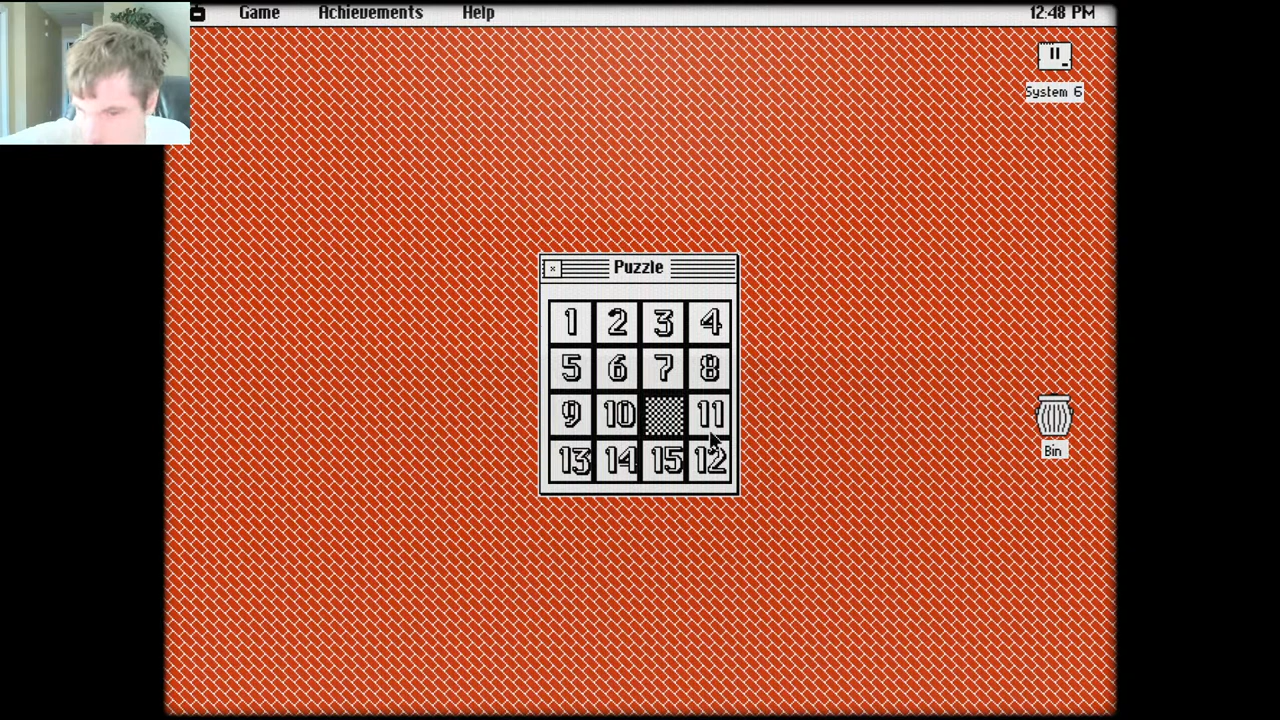 Game Achievements Help 12:48 PM
System 6
Puzzle
1 2 3 4
5 6 7 8
9 10 11
13 14 15 12
Bin